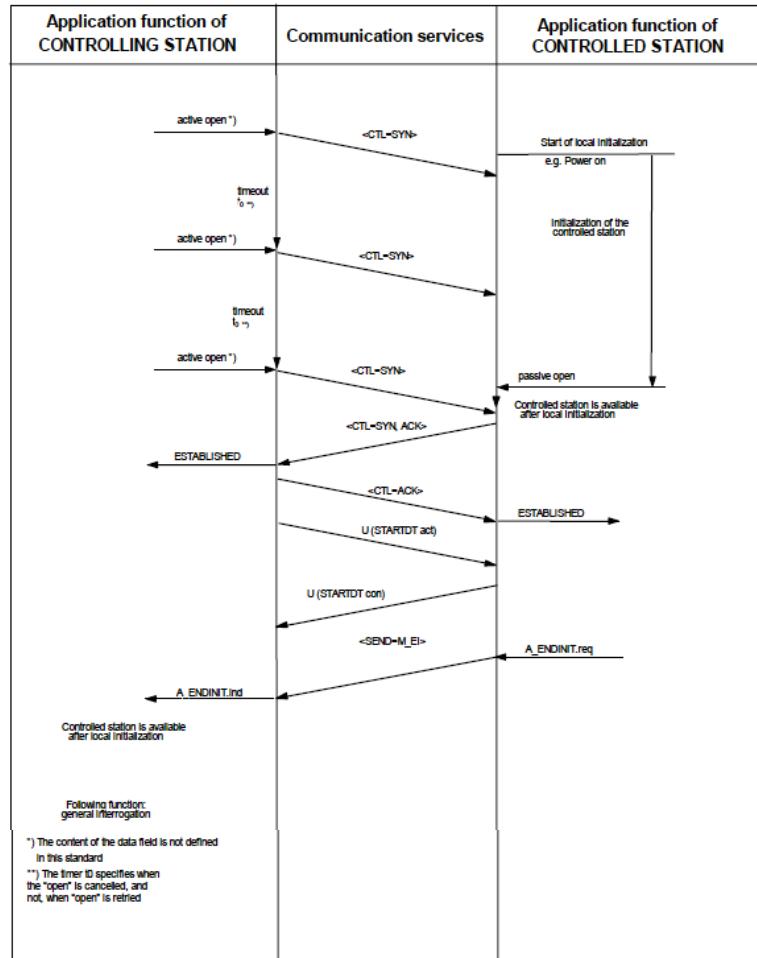 Application function of
CONTROLLING STATION
Communication services
Application function of
CONTROLLED STATION
active open *)
<CTL=SYN>
Start of local initialization
e.g. Power on
timeout
t0 **)
Initialization of the
controlled station
active open *)
<CTL=SYN>
timeout
t0 **)
active open *)
<CTL=SYN>
passive open
Controlled station is available
after local initialization
<CTL=SYN, ACK>
ESTABLISHED
<CTL=ACK>
ESTABLISHED
U (STARTDT act)
U (STARTDT con)
<SEND=M_EI>
A_ENDINIT.req
A_ENDINIT.ind
Controlled station is available
after local initialization
Following function:
general interrogation
*) The content of the data field is not defined
in this standard
**) The timer t0 specifies when
the "open" is cancelled, and
not, when "open" is retried